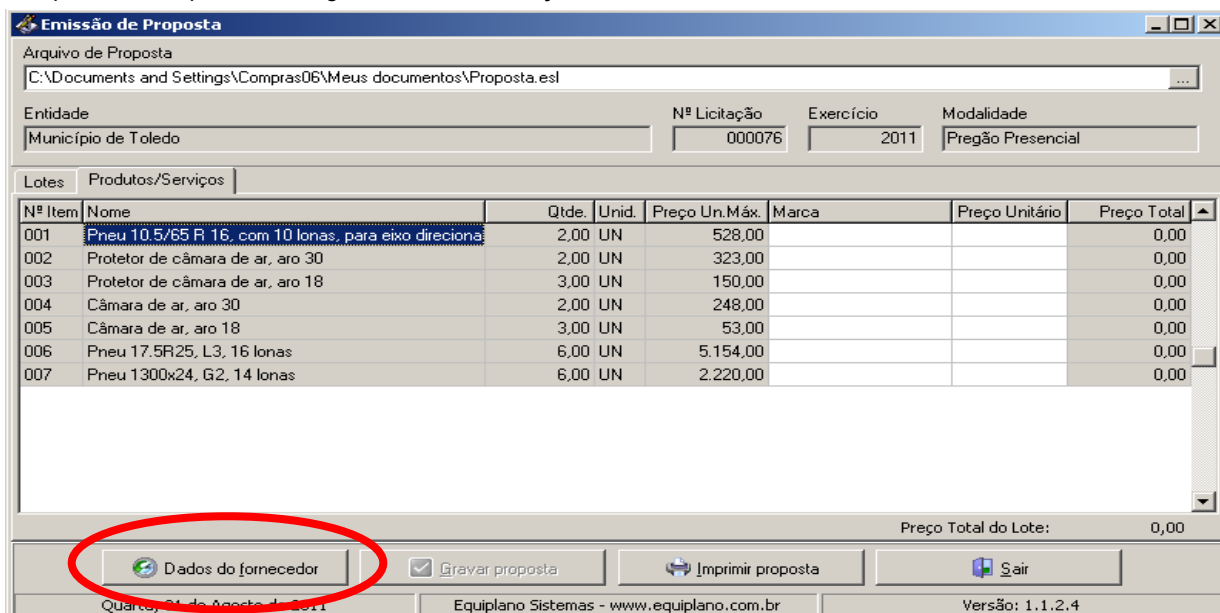 Emissão de Proposta
Arquivo de Proposta
C:\Documents and Settings\Compras06\Meus documentos\Proposta.esl ...
Entidade Nº Licitação Exercício Modalidade
Município de Toledo 000076 2011 Pregão Presencial
Lotes Produtos/Serviços
Nº Item Nome Qtde. Unid. Preço Un.Máx. Marca Preço Unitário Preço Total
001 Pneu 10.5/65 R 16, com 10 lonas, para eixo direciona 2,00 UN 528,00 0,00
002 Protetor de câmara de ar, aro 30 2,00 UN 323,00 0,00
003 Protetor de câmara de ar, aro 18 3,00 UN 150,00 0,00
004 Câmara de ar, aro 30 2,00 UN 248,00 0,00
005 Câmara de ar, aro 18 3,00 UN 53,00 0,00
006 Pneu 17.5R25, L3, 16 lonas 6,00 UN 5.154,00 0,00
007 Pneu 1300x24, G2, 14 lonas 6,00 UN 2.220,00 0,00
Preço Total do Lote: 0,00
Dados do fornecedor Gravar proposta Imprimir proposta Sair
Quarta, 31 de Agosto de 2011 Equiplano Sistemas - www.equiplano.com.br Versão: 1.1.2.4